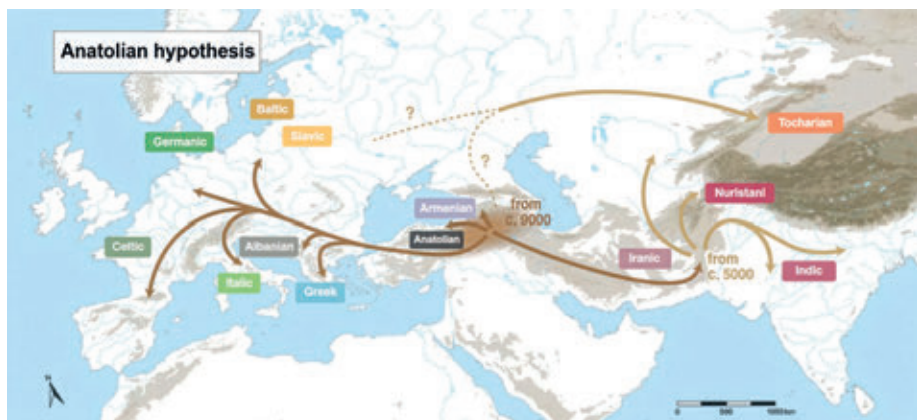 Anatolian hypothesis
Baltic
?
Germanic
Slavic
Tocharian
?
Nuristani
Armenian
from
c. 9000
Anatolian
Celtic
Albanian
Iranic
from
c. 5000
Indic
Italic
Greek
N
0 500 1000km